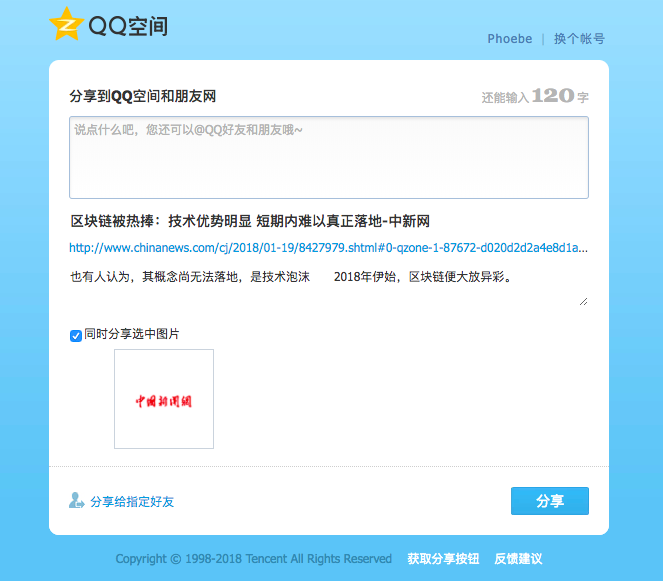 QQ空间
Phoebe | 换个帐号
分享到QQ空间和朋友网 还能输入120字
说点什么吧，您还可以@QQ好友和朋友哦~
区块链被热捧：技术优势明显 短期内难以真正落地-中新网
http://www.chinanews.com/cj/2018/01-19/8427979.shtml#0-qzone-1-87672-d020d2d2a4e8d1a...
也有人认为，其概念尚无法落地，是技术泡沫 2018年伊始，区块链便大放异彩。
同时分享选中图片
中国新闻网
分享给指定好友 分享
Copyright © 1998-2018 Tencent All Rights Reserved 获取分享按钮 反馈建议